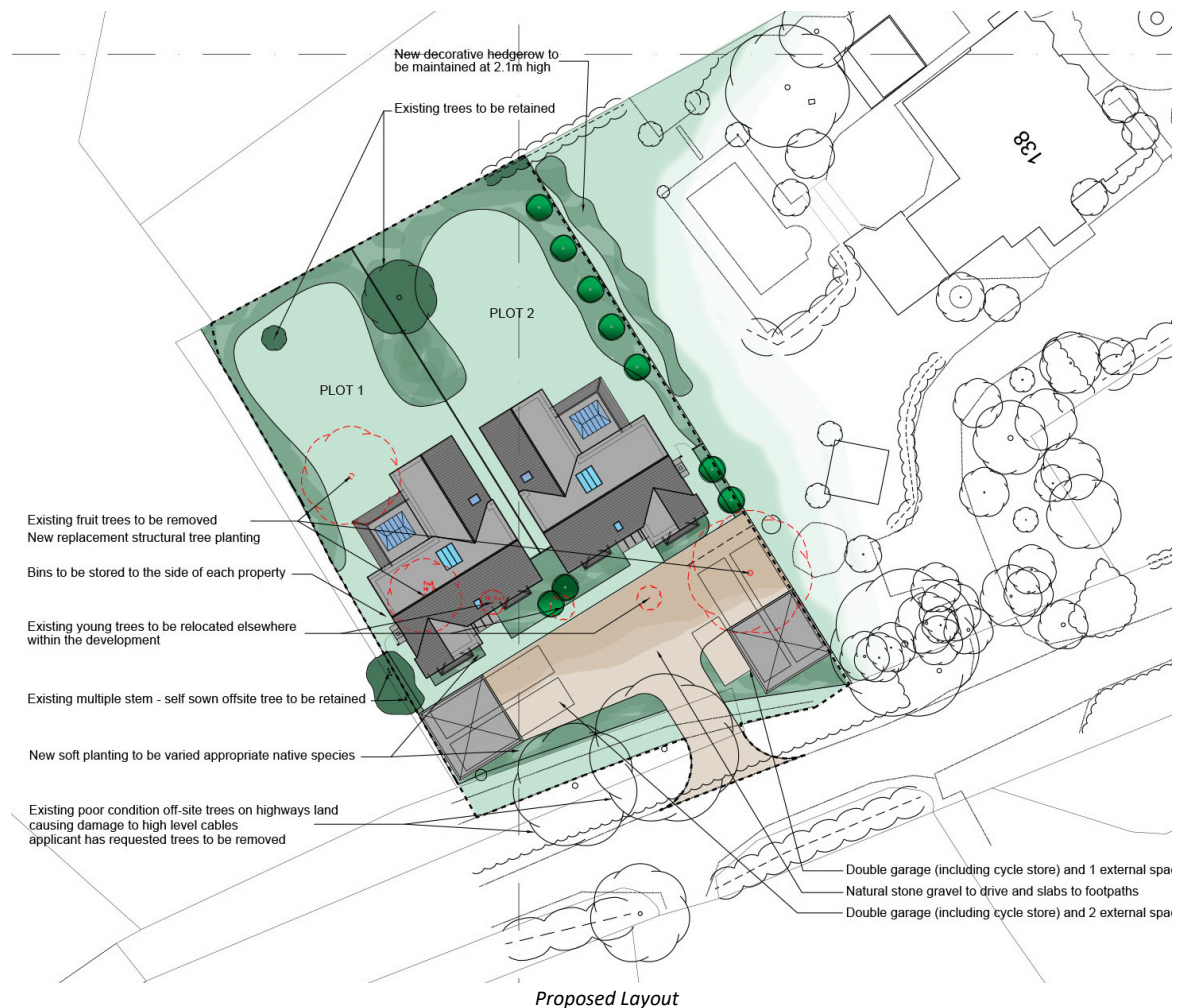 New decorative hedgerow to
be maintained at 2.1m high
Existing trees to be retained
138
PLOT 2
PLOT 1
Existing fruit trees to be removed
New replacement structural tree planting
Bins to be stored to the side of each property
Existing young trees to be relocated elsewhere
within the development
Existing multiple stem - self sown offsite tree to be retained
New soft planting to be varied appropriate native species
Existing poor condition off-site trees on highways land
causing damage to high level cables
applicant has requested trees to be removed
Double garage (including cycle store) and 1 external spa
Natural stone gravel to drive and slabs to footpaths
Double garage (including cycle store) and 2 external spa
Proposed Layout